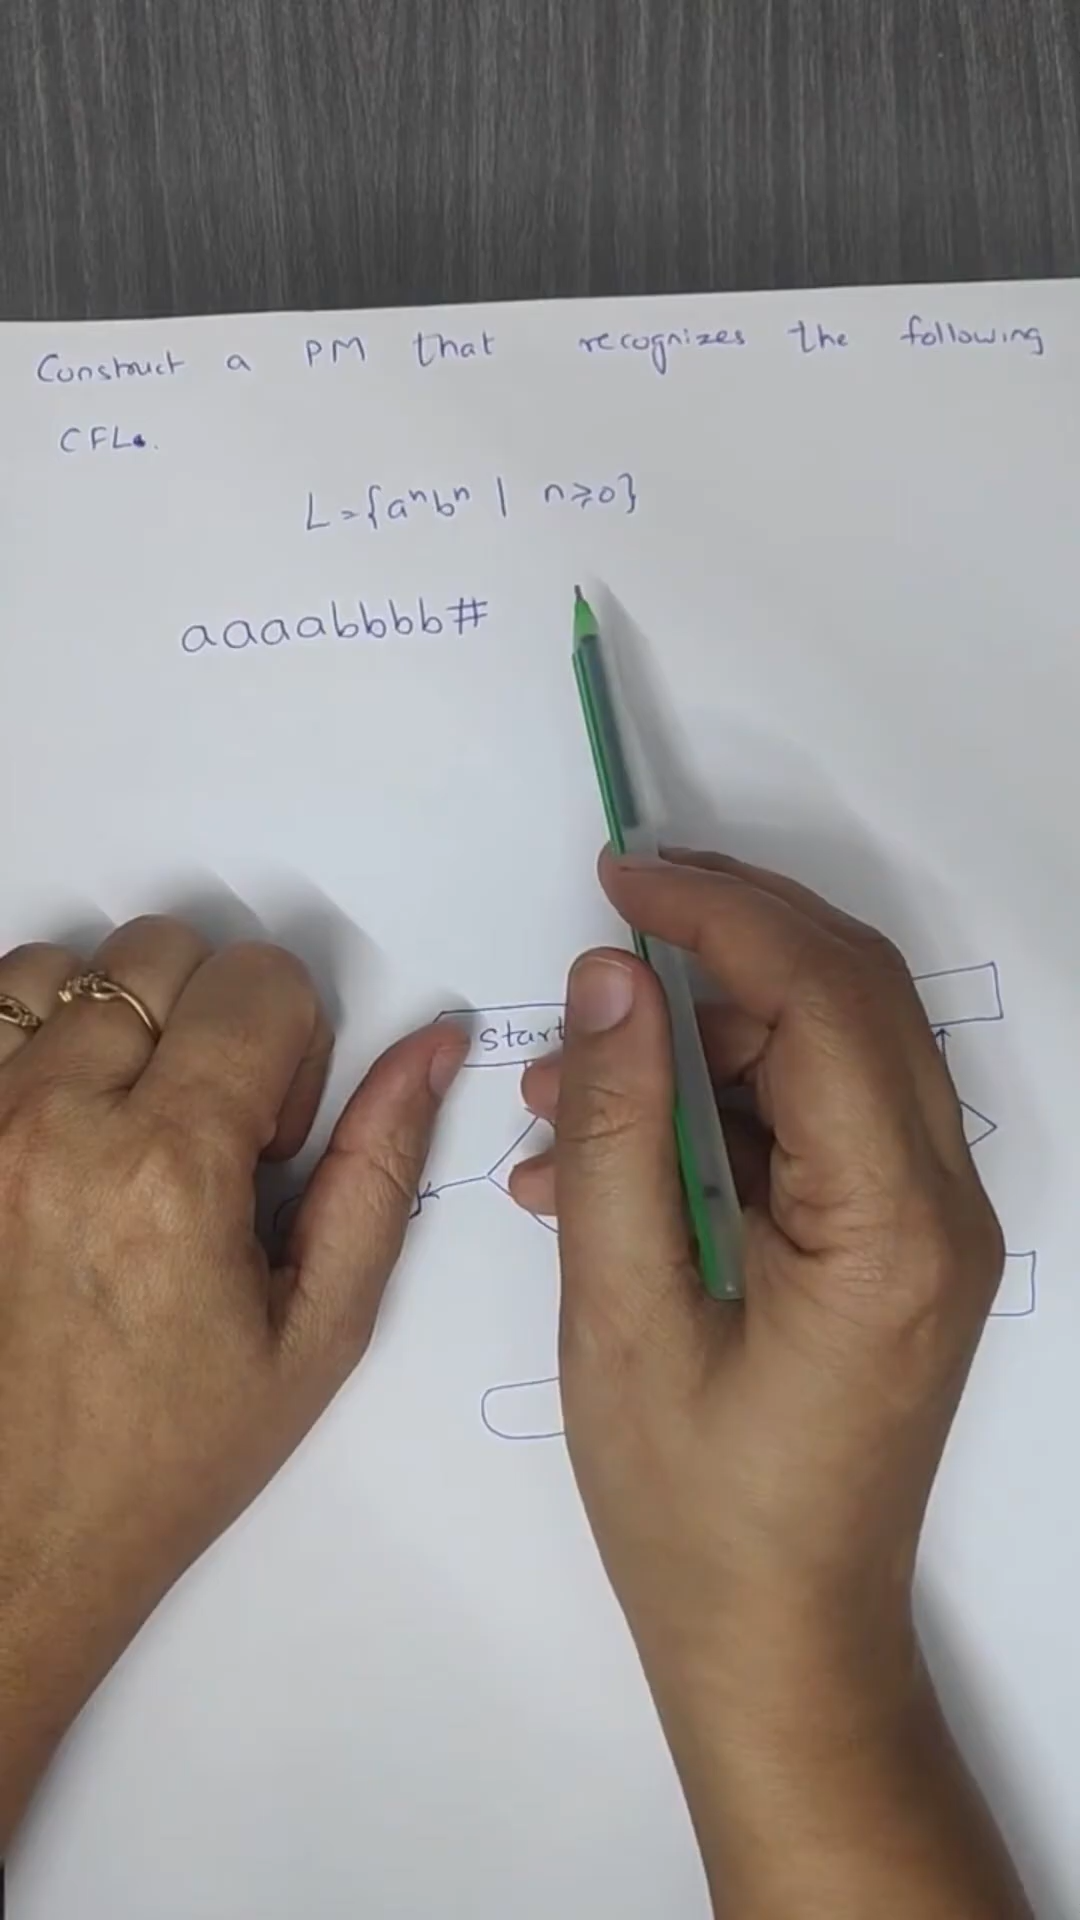 Construct a PM that recognizes the following
CFL.
L={aⁿbⁿ | n≥0}
aaaabbbb#
Start